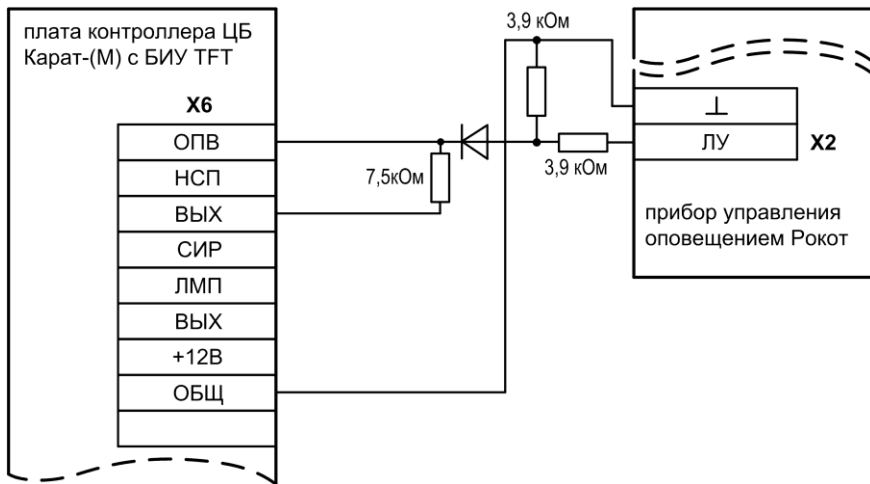 плата контроллера ЦБ
Карат-(М) с БИУ TFT
X6
ОПВ
НСП
ВЫХ
СИР
ЛМП
ВЫХ
+12В
ОБЩ
7,5кОм
3,9 кОм
3,9 кОм
⊥
ЛУ
X2
прибор управления
оповещением Рокот